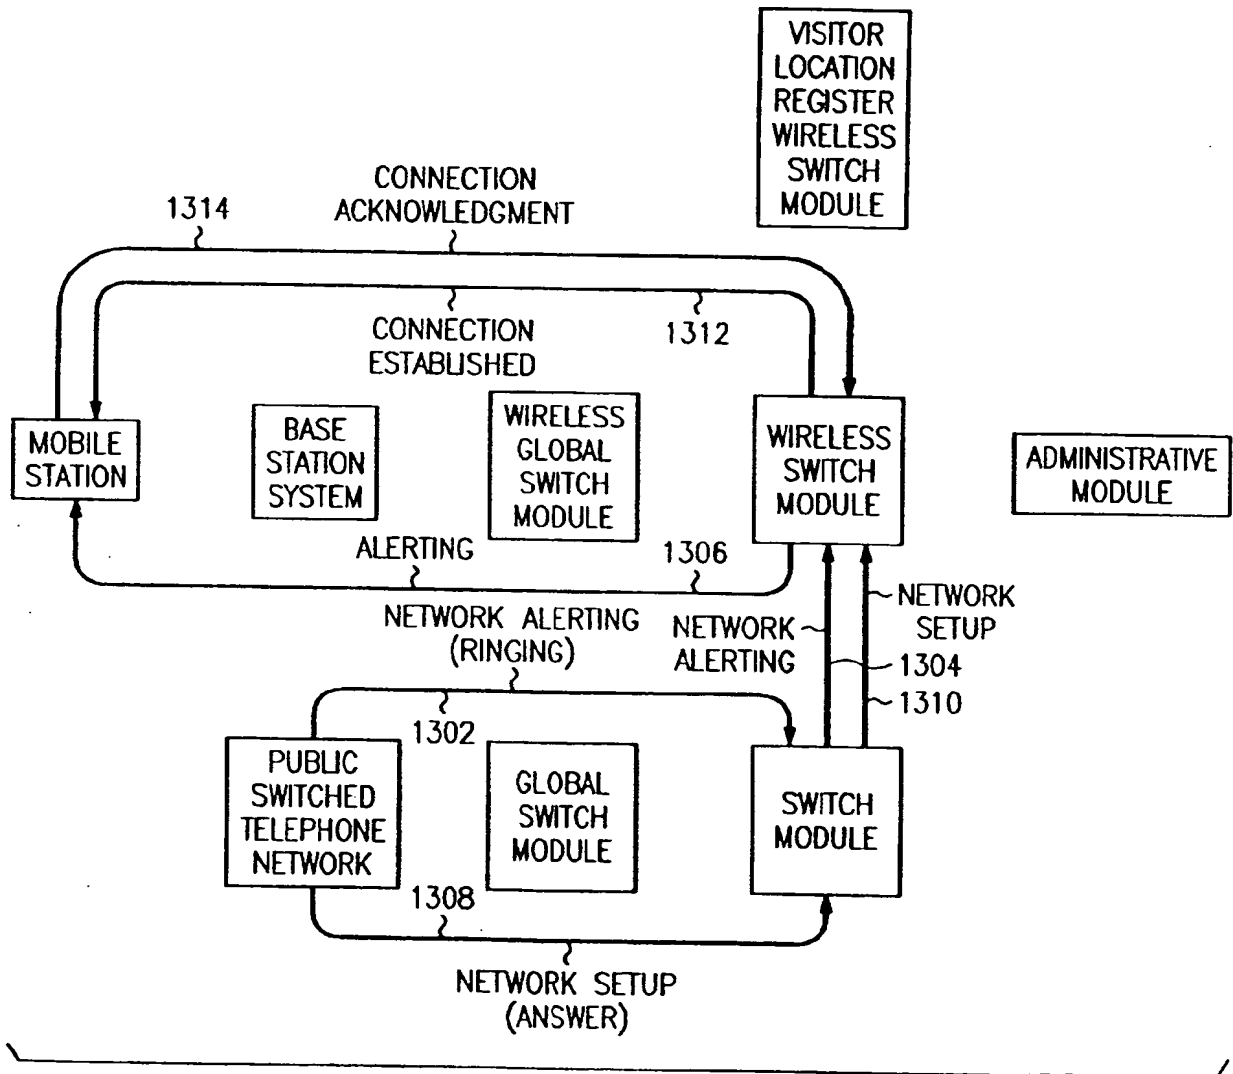 VISITOR
LOCATION
REGISTER
WIRELESS
SWITCH
MODULE
CONNECTION
ACKNOWLEDGMENT
1314
CONNECTION
ESTABLISHED
1312
MOBILE
STATION
BASE
STATION
SYSTEM
WIRELESS
GLOBAL
SWITCH
MODULE
WIRELESS
SWITCH
MODULE
ADMINISTRATIVE
MODULE
ALERTING
1306
NETWORK ALERTING
(RINGING)
NETWORK
ALERTING
NETWORK
SETUP
1304
1310
1302
PUBLIC
SWITCHED
TELEPHONE
NETWORK
GLOBAL
SWITCH
MODULE
SWITCH
MODULE
1308
NETWORK SETUP
(ANSWER)